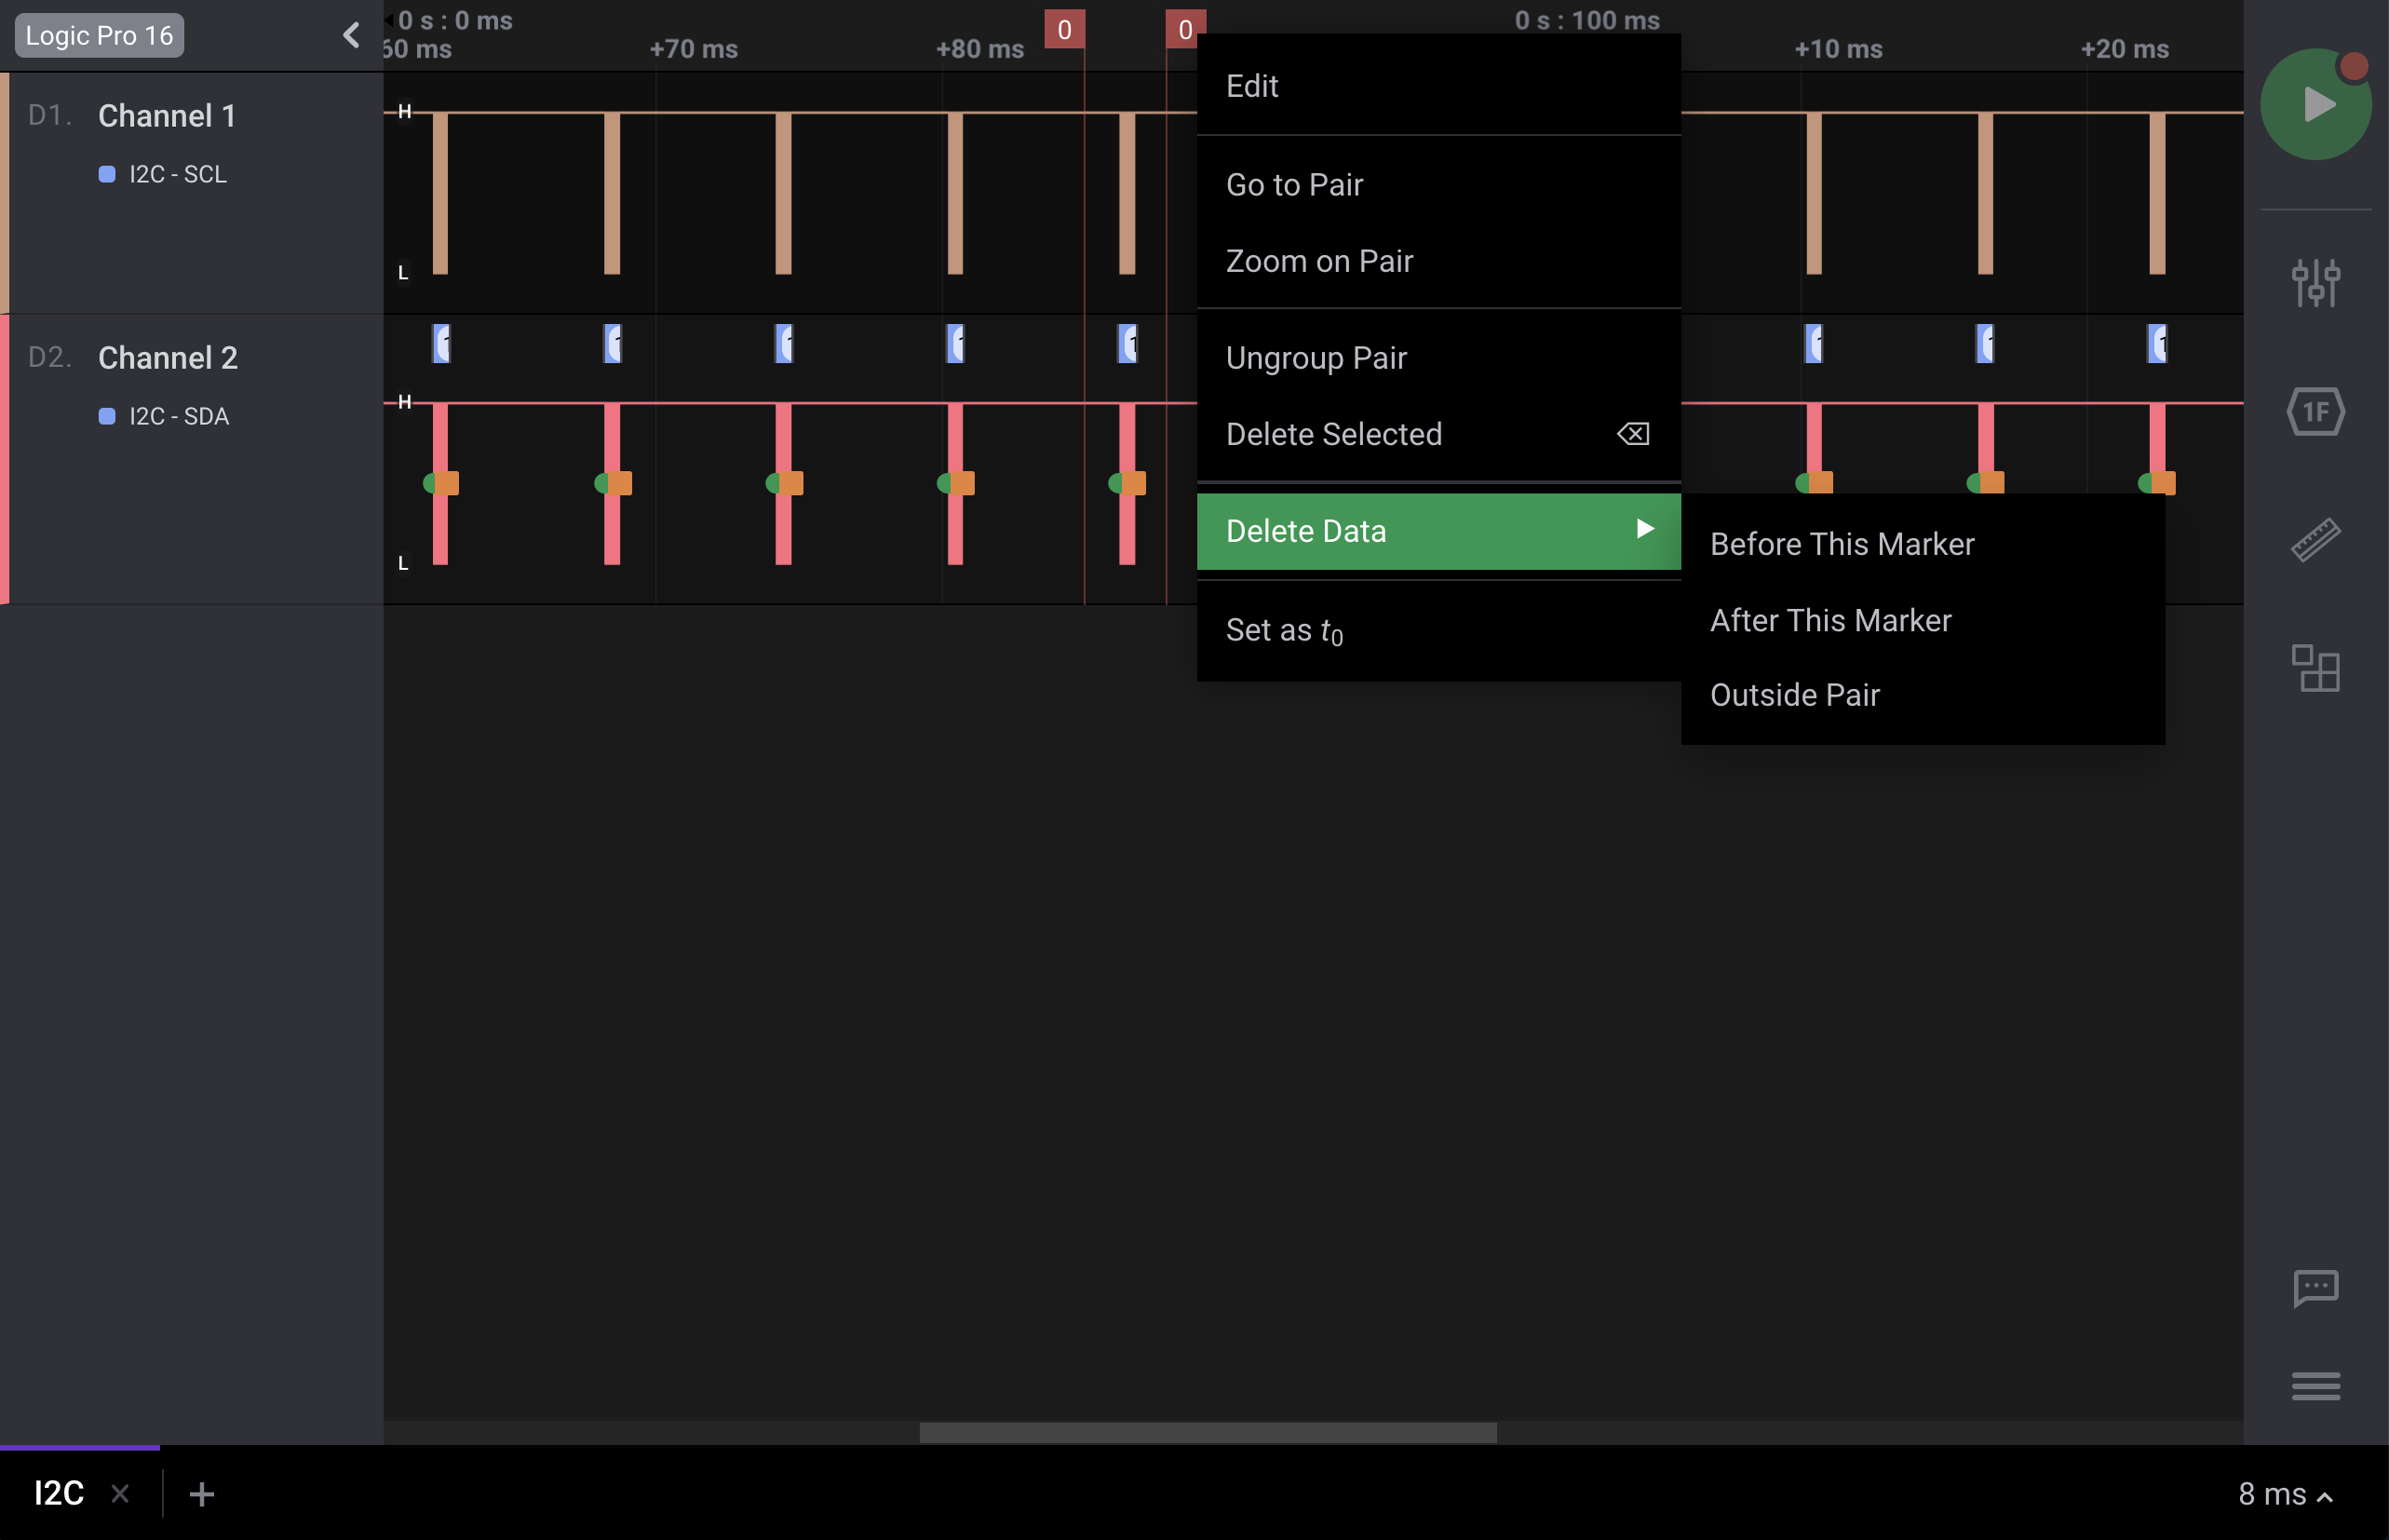 Logic Pro 16
0 s : 0 ms
0
0
0 s : 100 ms
60 ms
+70 ms
+80 ms
+10 ms
+20 ms
D1. Channel 1
I2C - SCL
H
L
D2. Channel 2
I2C - SDA
H
L
Edit
Go to Pair
Zoom on Pair
Ungroup Pair
Delete Selected
Delete Data
Set as t0
Before This Marker
After This Marker
Outside Pair
1F
I2C
8 ms